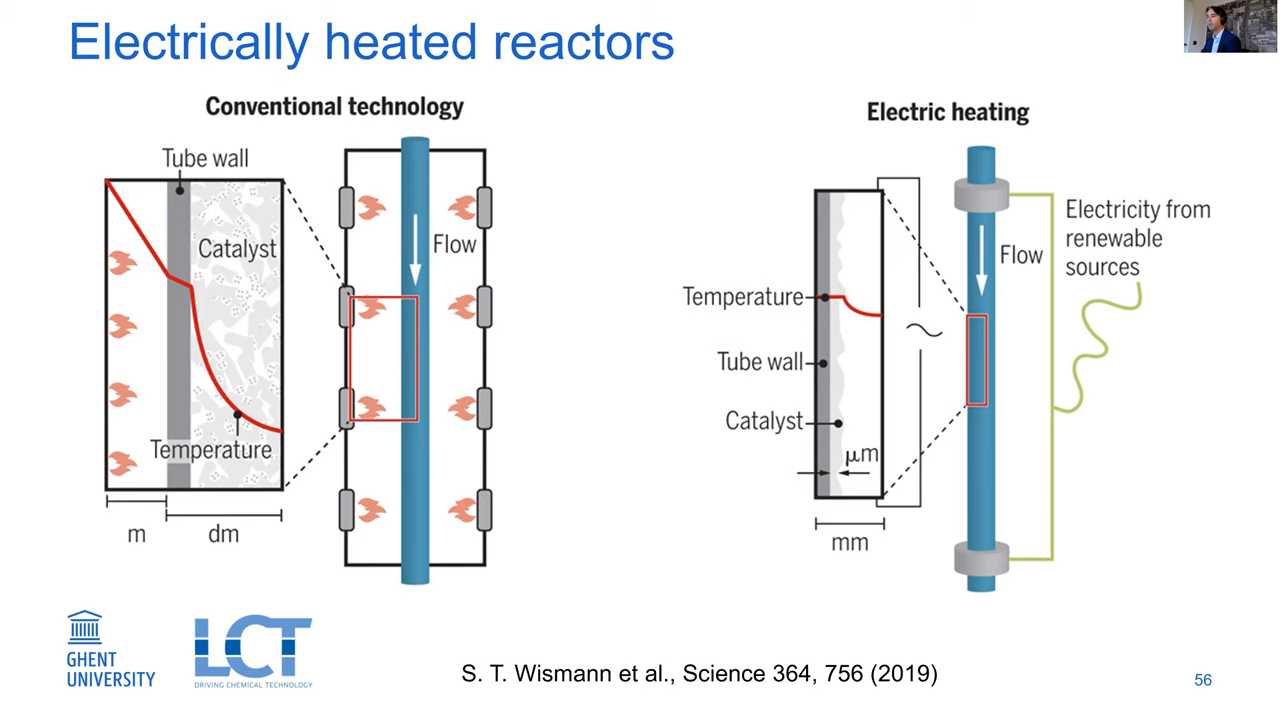 Electrically heated reactors
Conventional technology
Tube wall
Catalyst
Temperature
m
dm
Flow
Electric heating
Temperature
Tube wall
Catalyst
μm
mm
Flow
Electricity from
renewable
sources
GHENT
UNIVERSITY
LCT
DRIVING CHEMICAL TECHNOLOGY
S. T. Wismann et al., Science 364, 756 (2019)
56